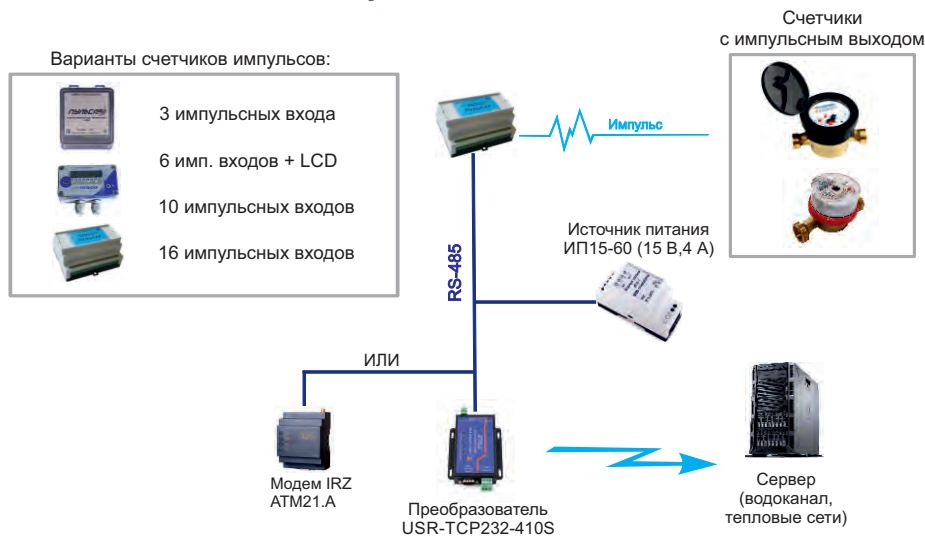 Счетчики
с импульсным выходом
Варианты счетчиков импульсов:
3 импульсных входа
6 имп. входов + LCD
10 импульсных входов
16 импульсных входов
Импульс
Источник питания
ИП15-60 (15 В,4 А)
RS-485
ИЛИ
Модем IRZ
ATM21.A
Преобразователь
USR-TCP232-410S
Сервер
(водоканал,
тепловые сети)